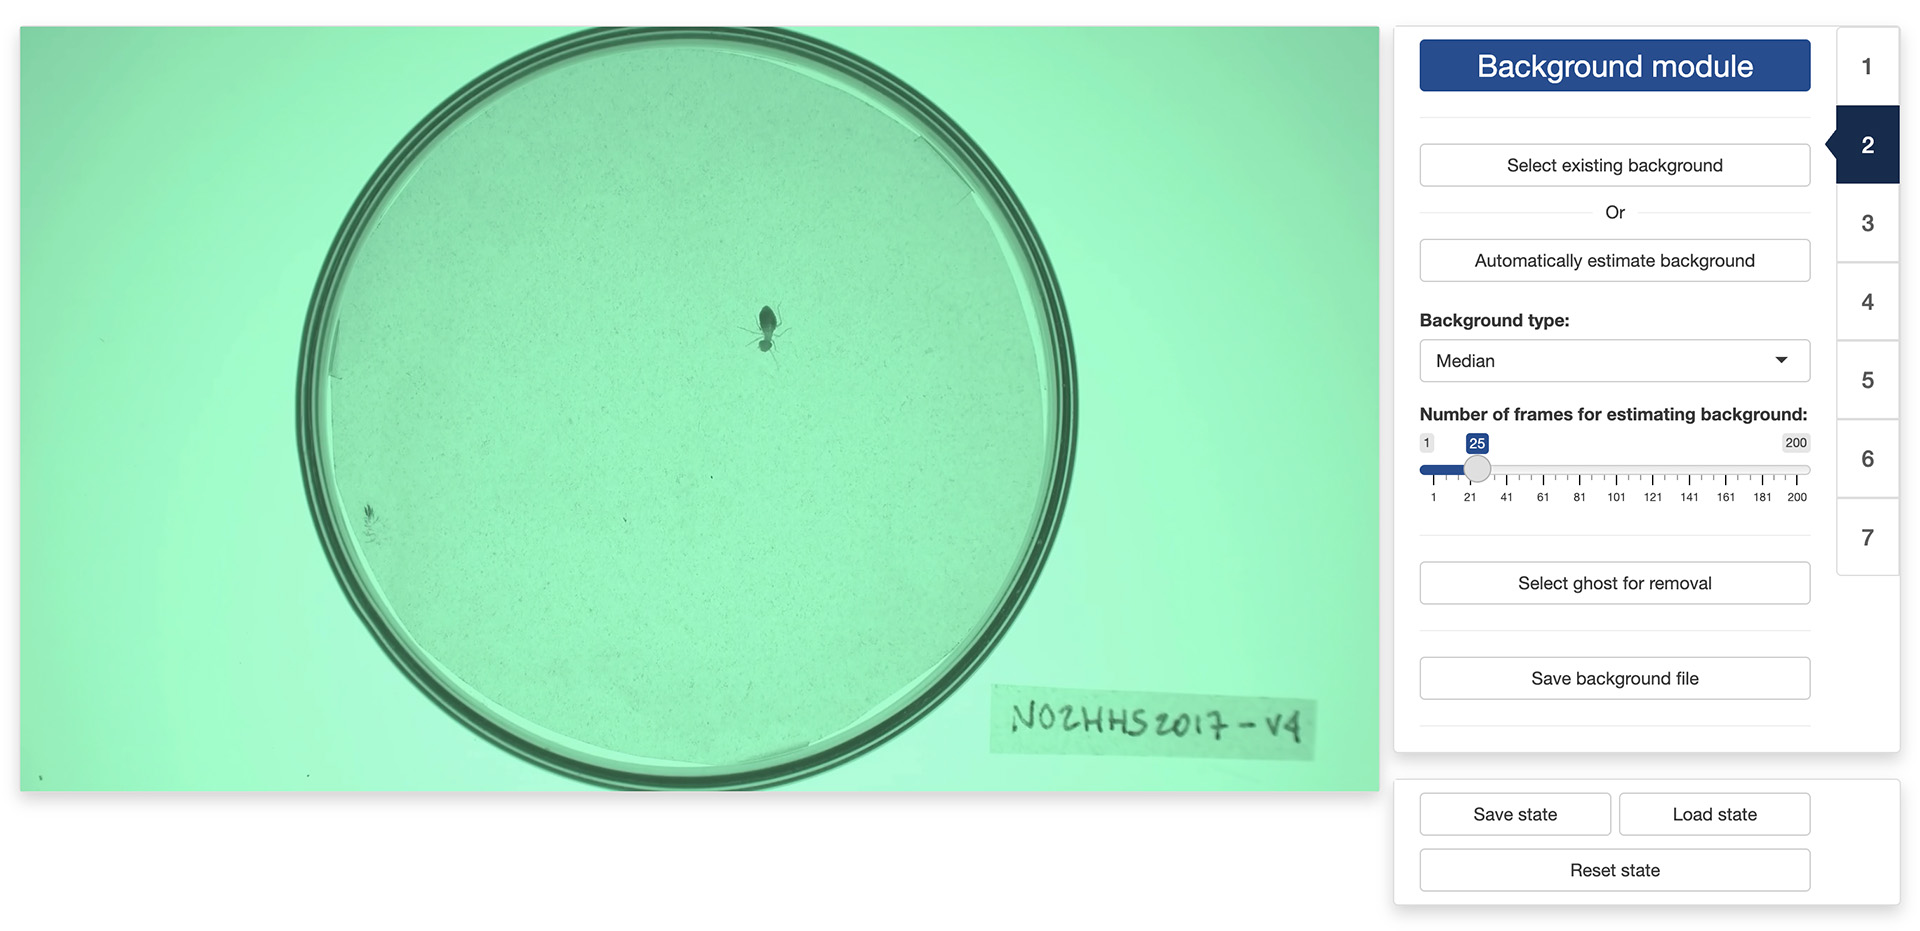 Background module
1
2
3
4
5
6
7
Select existing background
Or
Automatically estimate background
Background type:
Median
Number of frames for estimating background:
1 25 200
1 21 41 61 81 101 121 141 161 181 200
Select ghost for removal
Save background file
N02HHS2017-V4
Save state Load state
Reset state